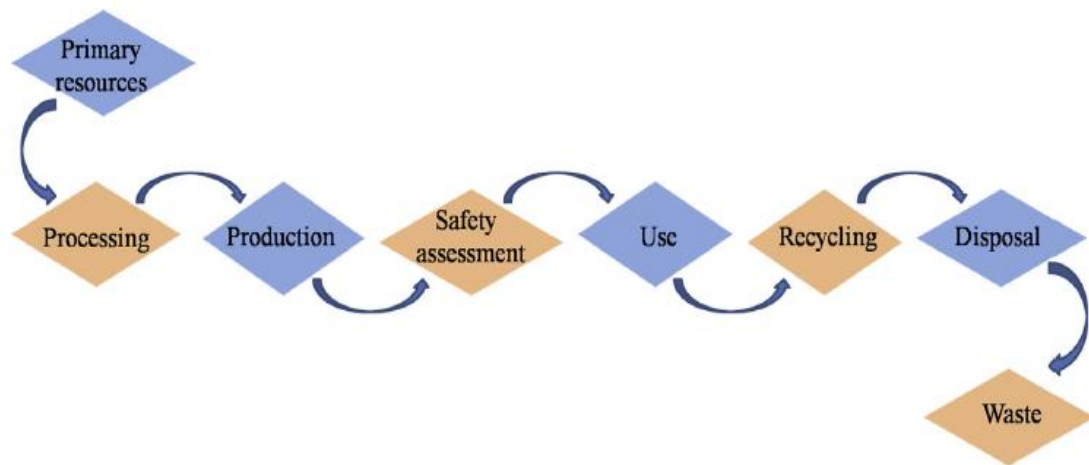 Primary
resources
Processing
Production
Safety
assessment
Use
Recycling
Disposal
Waste